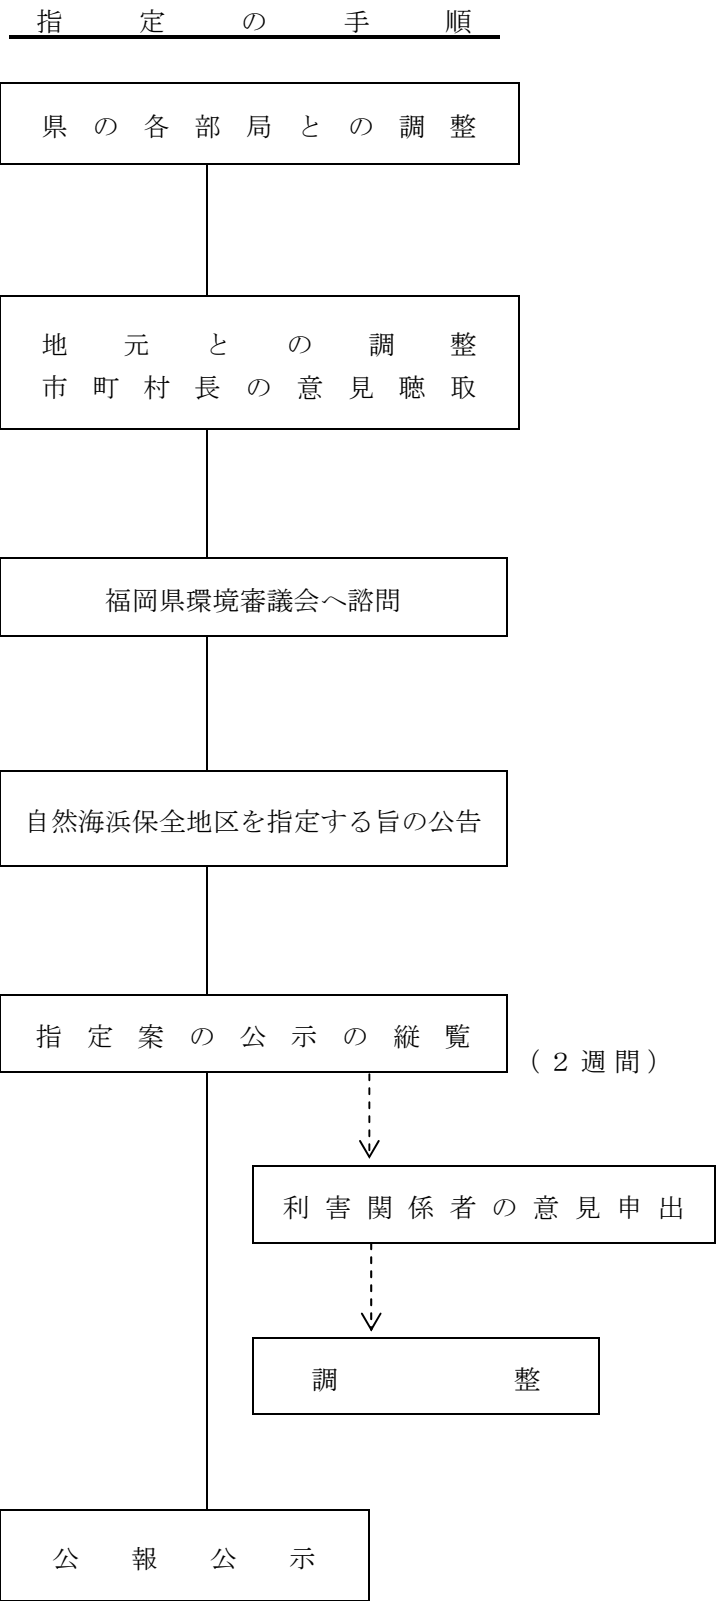 指定の手順
県の各部局との調整
地元との調整
市町村長の意見聴取
福岡県環境審議会へ諮問
自然海浜保全地区を指定する旨の公告
指定案の公示の縦覧
（２週間）
利害関係者の意見申出
調整
公報公示